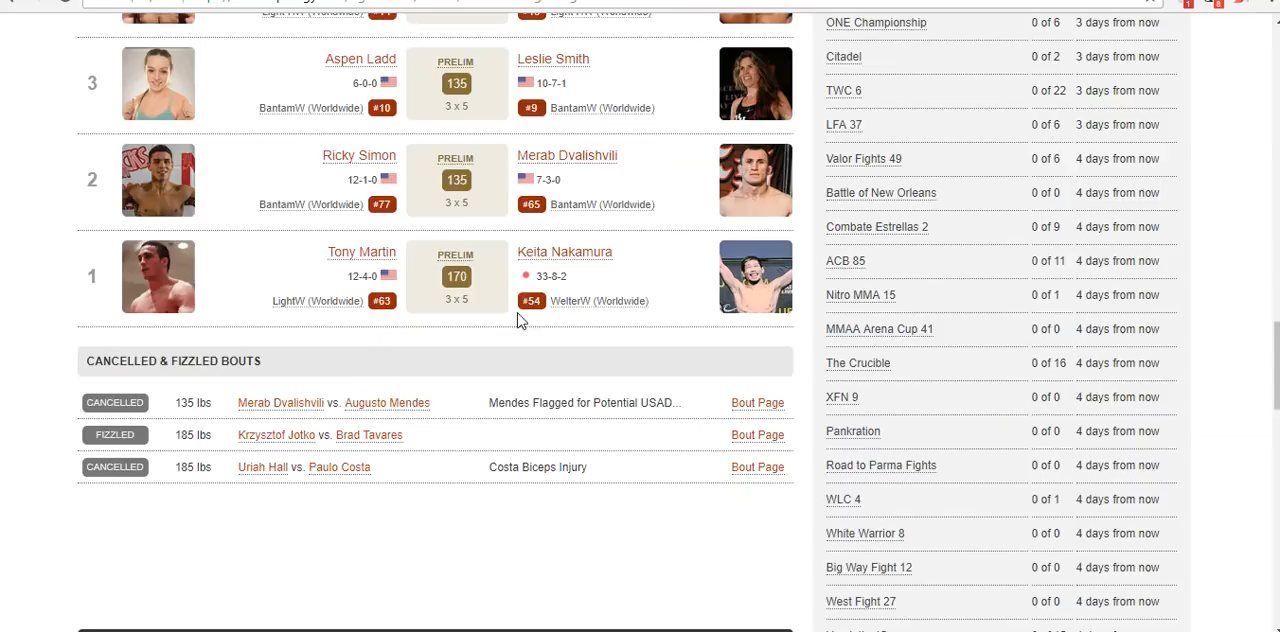 3
Aspen Ladd
6-0-0
BantamW (Worldwide) #10
PRELIM
135
3 x 5
Leslie Smith
10-7-1
#9 BantamW (Worldwide)
2
Ricky Simon
12-1-0
BantamW (Worldwide) #77
PRELIM
135
3 x 5
Merab Dvalishvili
7-3-0
#65 BantamW (Worldwide)
1
Tony Martin
12-4-0
LightW (Worldwide) #63
PRELIM
170
3 x 5
Keita Nakamura
33-8-2
#54 WelterW (Worldwide)
CANCELLED & FIZZLED BOUTS
CANCELLED 135 lbs Merab Dvalishvili vs. Augusto Mendes Mendes Flagged for Potential USAD... Bout Page
FIZZLED 185 lbs Krzysztof Jotko vs. Brad Tavares Bout Page
CANCELLED 185 lbs Uriah Hall vs. Paulo Costa Costa Biceps Injury Bout Page
ONE Championship 0 of 6 3 days from now
Citadel 0 of 2 3 days from now
TWC 6 0 of 22 3 days from now
LFA 37 0 of 6 3 days from now
Valor Fights 49 0 of 6 4 days from now
Battle of New Orleans 0 of 0 4 days from now
Combate Estrellas 2 0 of 9 4 days from now
ACB 85 0 of 11 4 days from now
Nitro MMA 15 0 of 1 4 days from now
MMAA Arena Cup 41 0 of 0 4 days from now
The Crucible 0 of 16 4 days from now
XFN 9 0 of 0 4 days from now
Pankration 0 of 0 4 days from now
Road to Parma Fights 0 of 0 4 days from now
WLC 4 0 of 1 4 days from now
White Warrior 8 0 of 0 4 days from now
Big Way Fight 12 0 of 0 4 days from now
West Fight 27 0 of 0 4 days from now